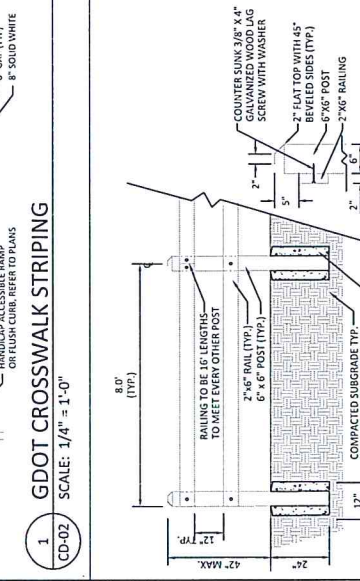 8" SOLID WHITE
HANDICAP ACCESSIBLE RAMP
OR FLUSH CURB, REFER TO PLANS
1
CD-02
GDOT CROSSWALK STRIPING
SCALE: 1/4" = 1'-0"
8.0'
(TYP.)
RAILING TO BE 16' LENGTHS
TO MEET EVERY OTHER POST
2"x6" RAIL (TYP.)
6" x 6" POST (TYP.)
12" TYP.
42" MAX.
24"
12"
COMPACTED SUBGRADE TYP.
COUNTER SUNK 3/8" X 4"
GALVANIZED WOOD LAG
SCREW WITH WASHER
2" FLAT TOP WITH 45°
BEVELED SIDES (TYP.)
6"X6" POST
2"X6" RAILING
2"
5"
2"
6"